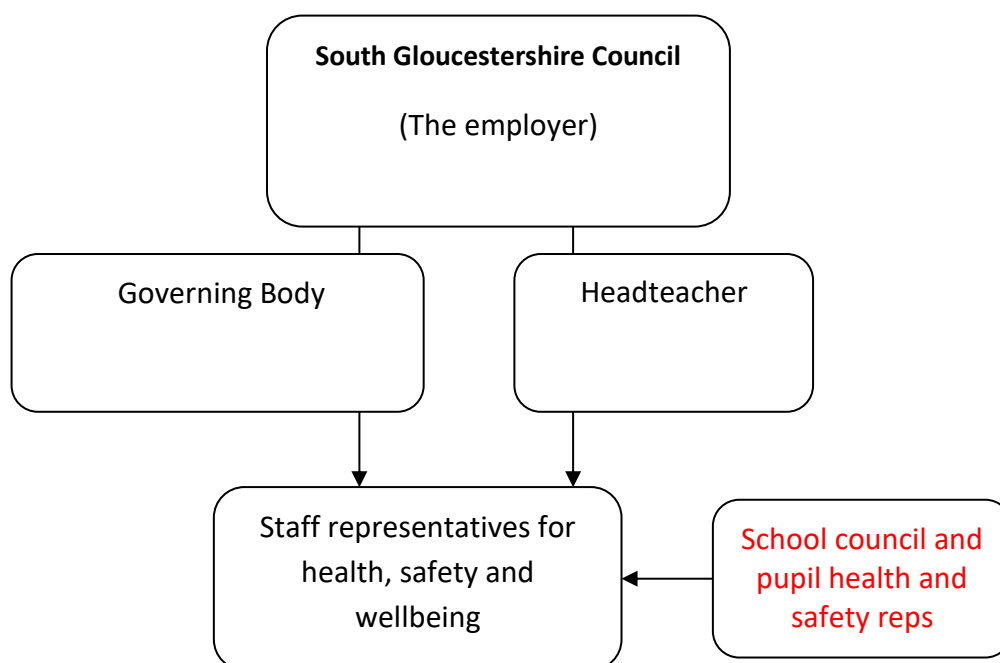 South Gloucestershire Council
(The employer)
Governing Body
Headteacher
Staff representatives for
health, safety and
wellbeing
School council and
pupil health and
safety reps